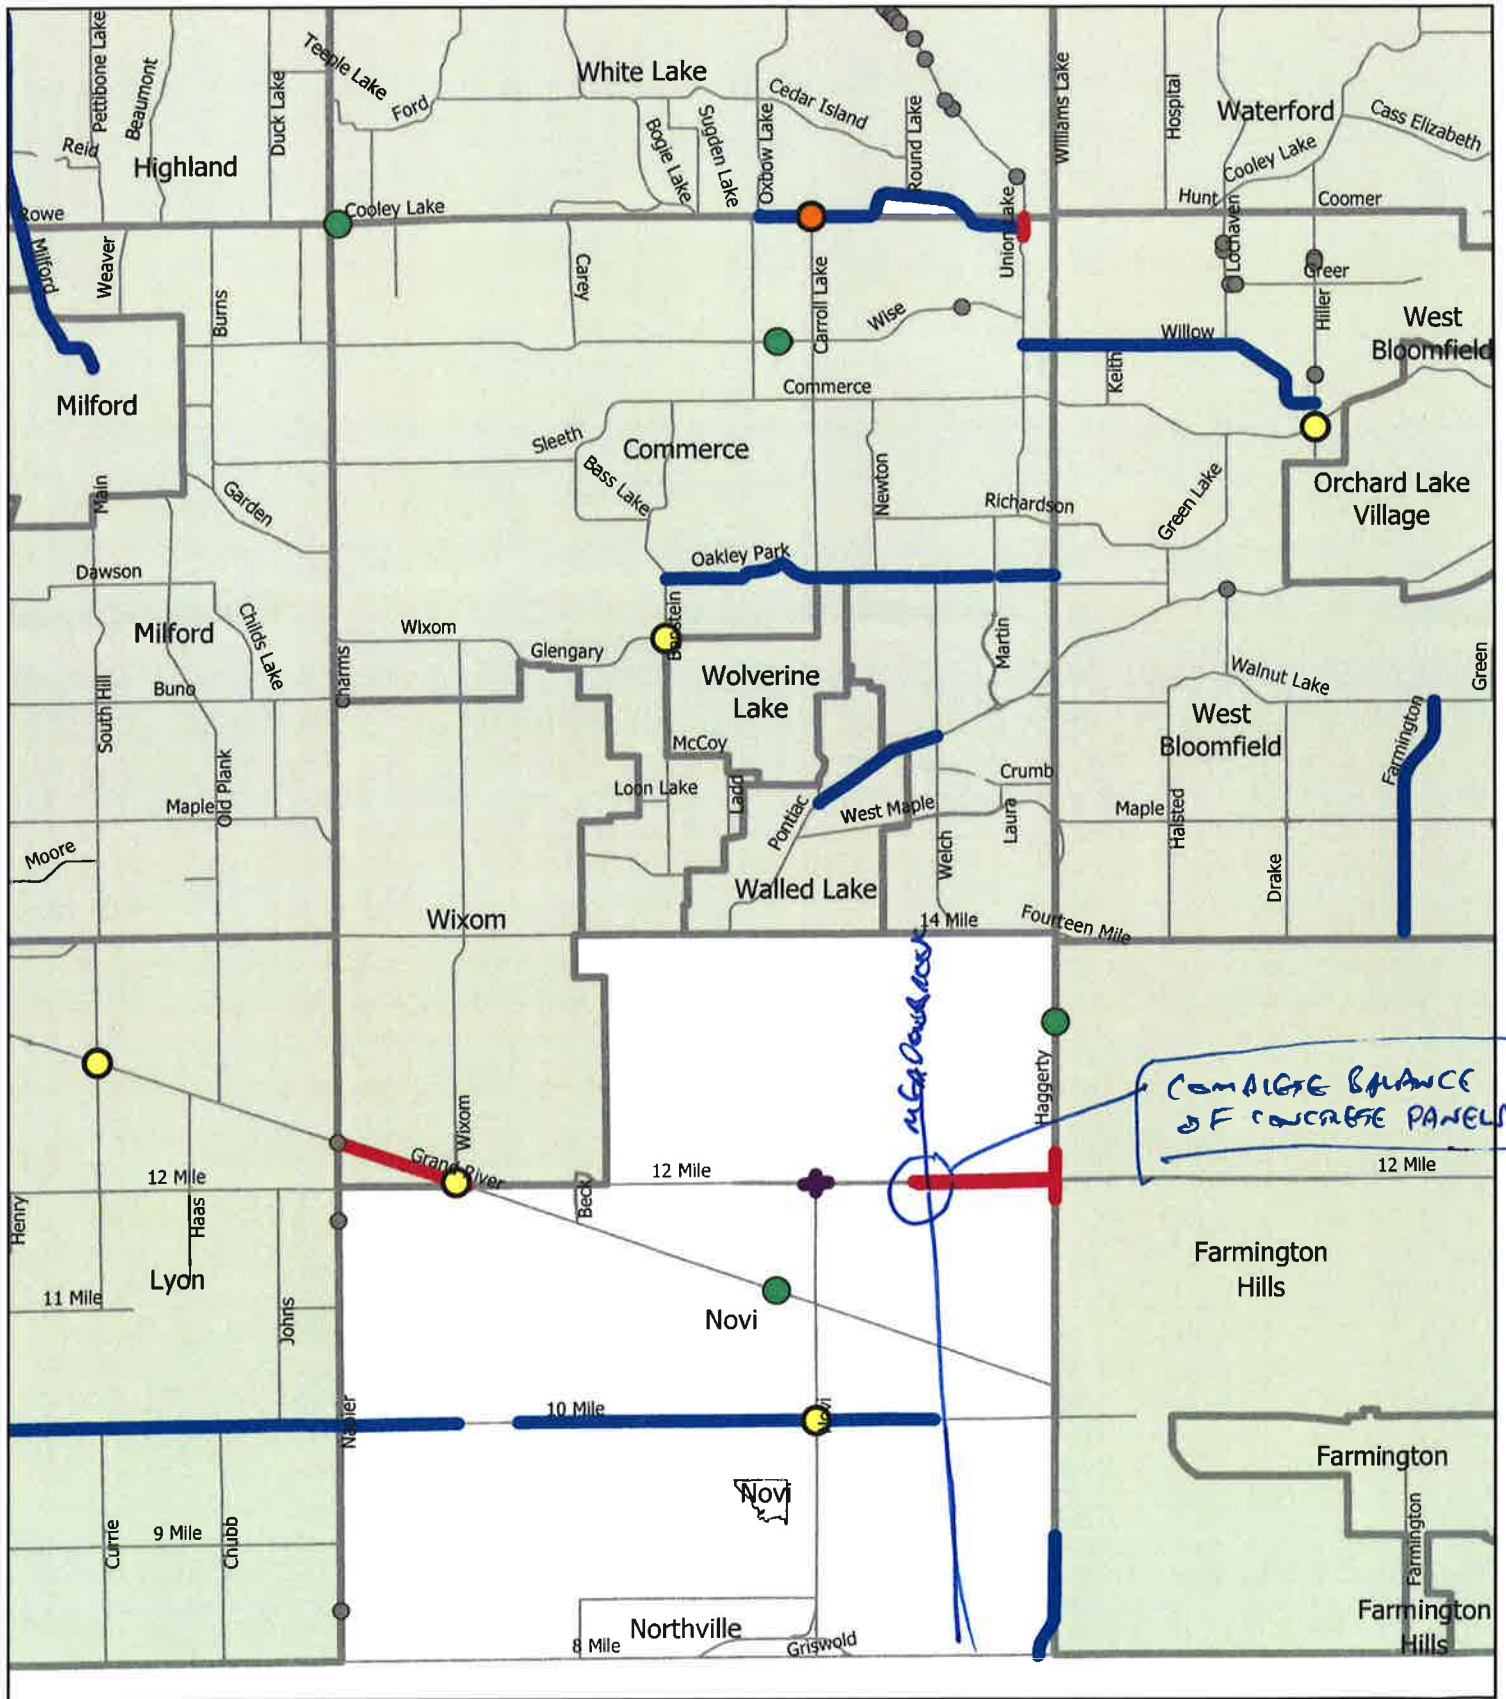 Pettibone Lake
Beaumont
Duck Lake
Teeple Lake
Ford
White Lake
Bogie Lake
Sugden Lake
Oxbow Lake
Cedar Island
Round Lake
Williams Lake
Hospital
Waterford
Cass Elizabeth
Cooley Lake
Reid
Highland
Rowe
Cooley Lake
Hunt
Coomer
Milford
Weaver
Burns
Carey
Carroll Lake
Wise
Union Lake
Lochaven
Greer
Hiller
West
Bloomfield
Willow
Keith
Commerce
Milford
Sleeth
Commerce
Bass Lake
Newton
Richardson
Green Lake
Orchard Lake
Village
Main
Garden
Dawson
Oakley Park
Milford
Childs Lake
Wixom
Glengary
Benstein
Martin
Walnut Lake
Green
Buno
South Hill
Charms
Old Plank
Wolverine
Lake
McCoy
Loon Lake
Ladd
Pontiac
West Maple
Crumb
Laura
Welch
West
Bloomfield
Farmington
Maple
Maple
Halsted
Drake
Moore
Walled Lake
Wixom
14 Mile
Fourteen Mile
MEADOWBROOK
Haggerty
COMPLETE BALANCE
OF CONCRETE PANELS
Wixom
Grand River
12 Mile
12 Mile
12 Mile
Henry
Haas
Beck
Lyon
11 Mile
Johns
Novi
Farmington
Hills
Napier
10 Mile
Novi
Farmington
Novi
Currie
9 Mile
Chubb
Farmington
Northville
8 Mile
Griswold
Farmington
Hills